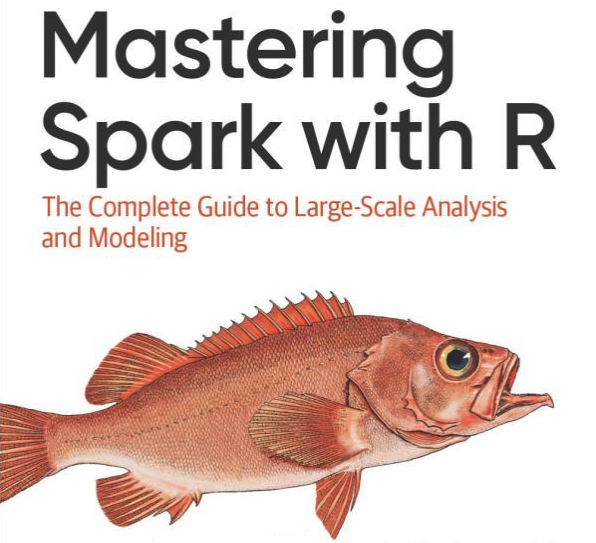 Mastering
Spark with R
The Complete Guide to Large-Scale Analysis
and Modeling